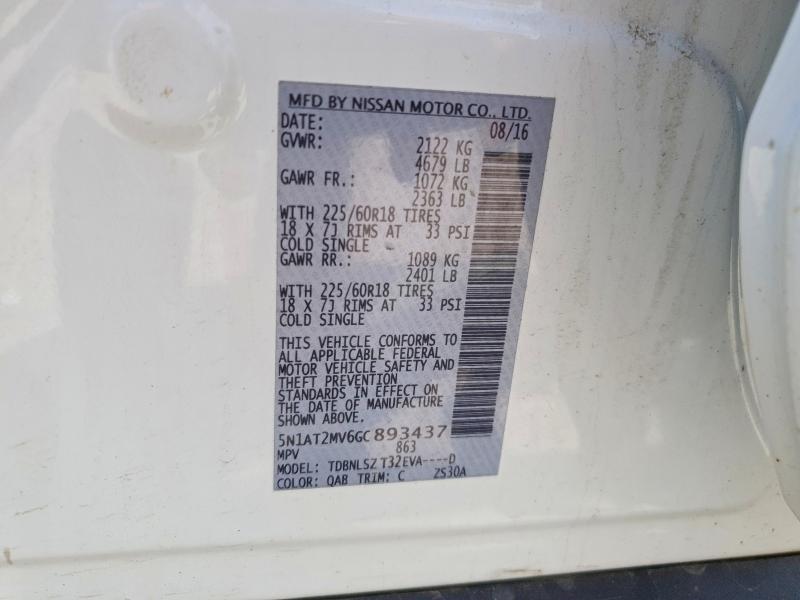 MFD BY NISSAN MOTOR CO., LTD.
DATE: 08/16
GVWR: 2122 KG
4679 LB
GAWR FR.: 1072 KG
2363 LB
WITH 225/60R18 TIRES
18 X 7J RIMS AT 33 PSI
COLD SINGLE
GAWR RR.: 1089 KG
2401 LB
WITH 225/60R18 TIRES
18 X 7J RIMS AT 33 PSI
COLD SINGLE
THIS VEHICLE CONFORMS TO
ALL APPLICABLE FEDERAL
MOTOR VEHICLE SAFETY AND
THEFT PREVENTION
STANDARDS IN EFFECT ON
THE DATE OF MANUFACTURE
SHOWN ABOVE.
5N1AT2MV6GC893437
MPV 863
MODEL: TDBNLSZ T32EVA----D
COLOR: QAB TRIM: C ZS30A